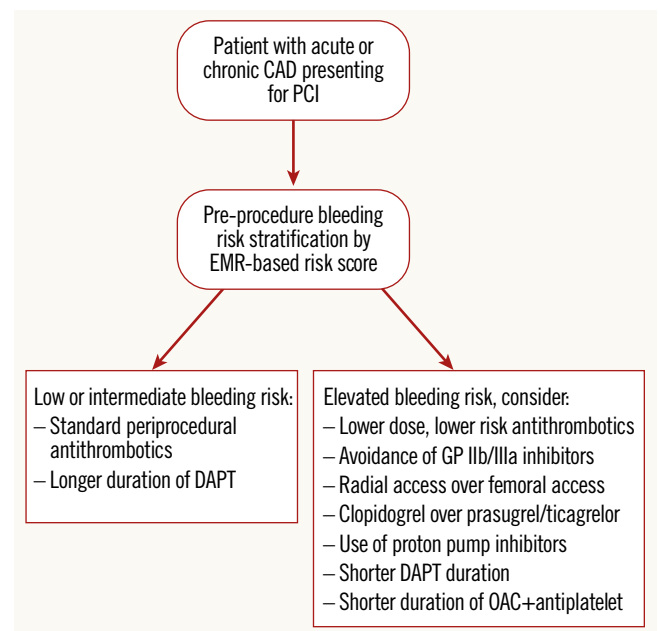 Patient with acute or
chronic CAD presenting
for PCI
Pre-procedure bleeding
risk stratification by
EMR-based risk score
Low or intermediate bleeding risk:
– Standard periprocedural
antithrombotics
– Longer duration of DAPT
Elevated bleeding risk, consider:
– Lower dose, lower risk antithrombotics
– Avoidance of GP IIb/IIIa inhibitors
– Radial access over femoral access
– Clopidogrel over prasugrel/ticagrelor
– Use of proton pump inhibitors
– Shorter DAPT duration
– Shorter duration of OAC+antiplatelet